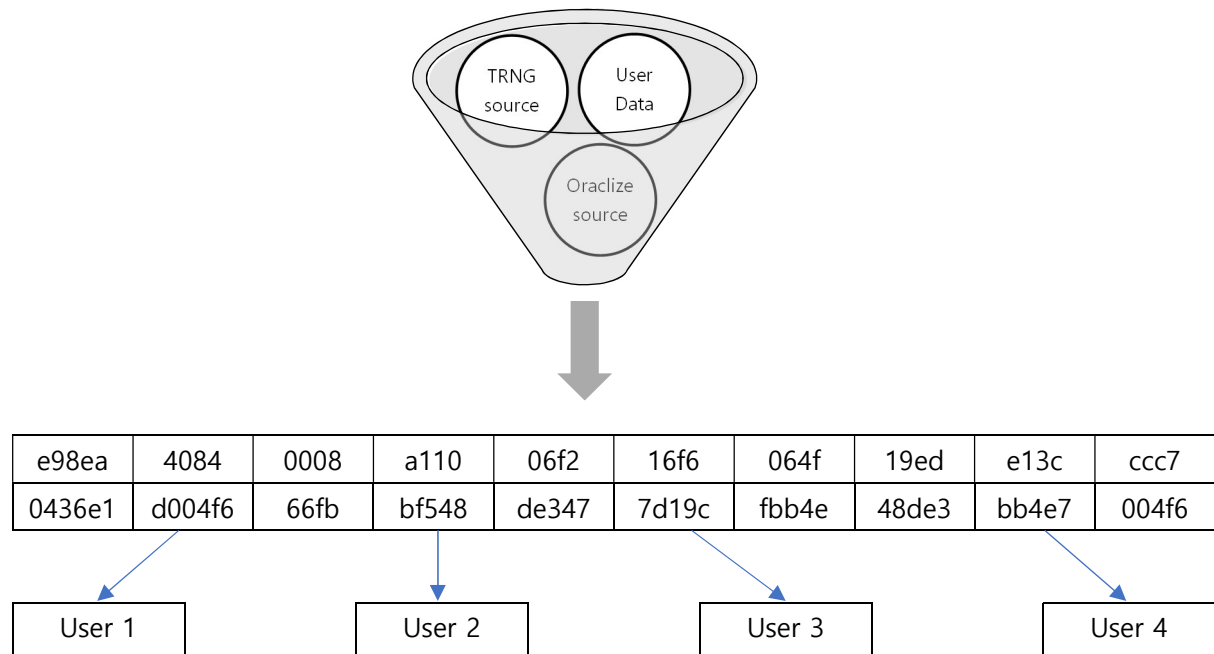 TRNG
source
User
Data
Oraclize
source
e98ea 4084 0008 a110 06f2 16f6 064f 19ed e13c ccc7
0436e1 d004f6 66fb bf548 de347 7d19c fbb4e 48de3 bb4e7 004f6
User 1 User 2 User 3 User 4